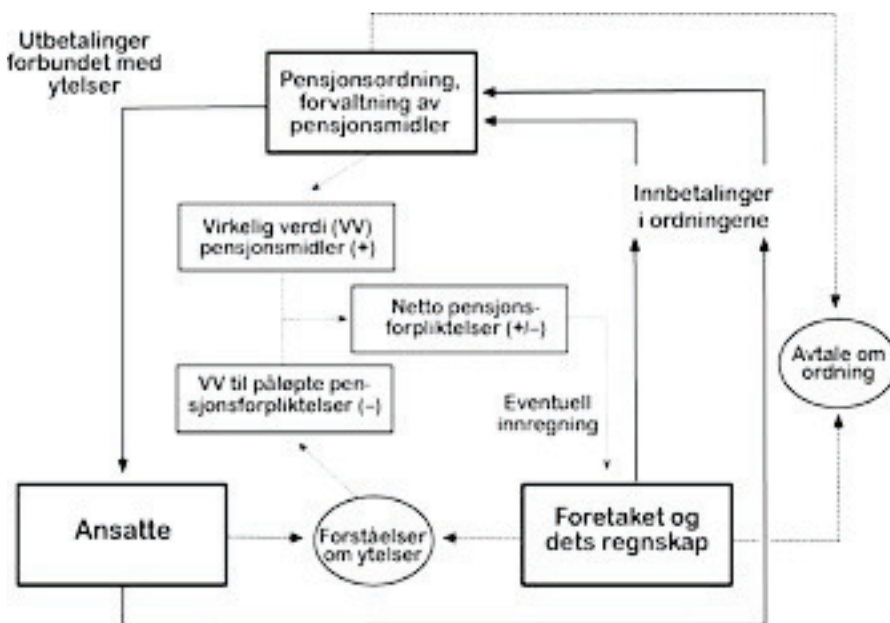 Utbetalinger
forbundet med
ytelser
Pensjonsordning,
forvaltning av
pensjonsmidler
Virkelig verdi (VV)
pensjonsmidler (+)
Innbetalinger
i ordningene
Netto pensjons-
forpliktelser (+/–)
Avtale om
ordning
VV til påløpte pen-
sjonsforpliktelser (–)
Eventuell
innregning
Ansatte
Forståelser
om ytelser
Foretaket og
dets regnskap